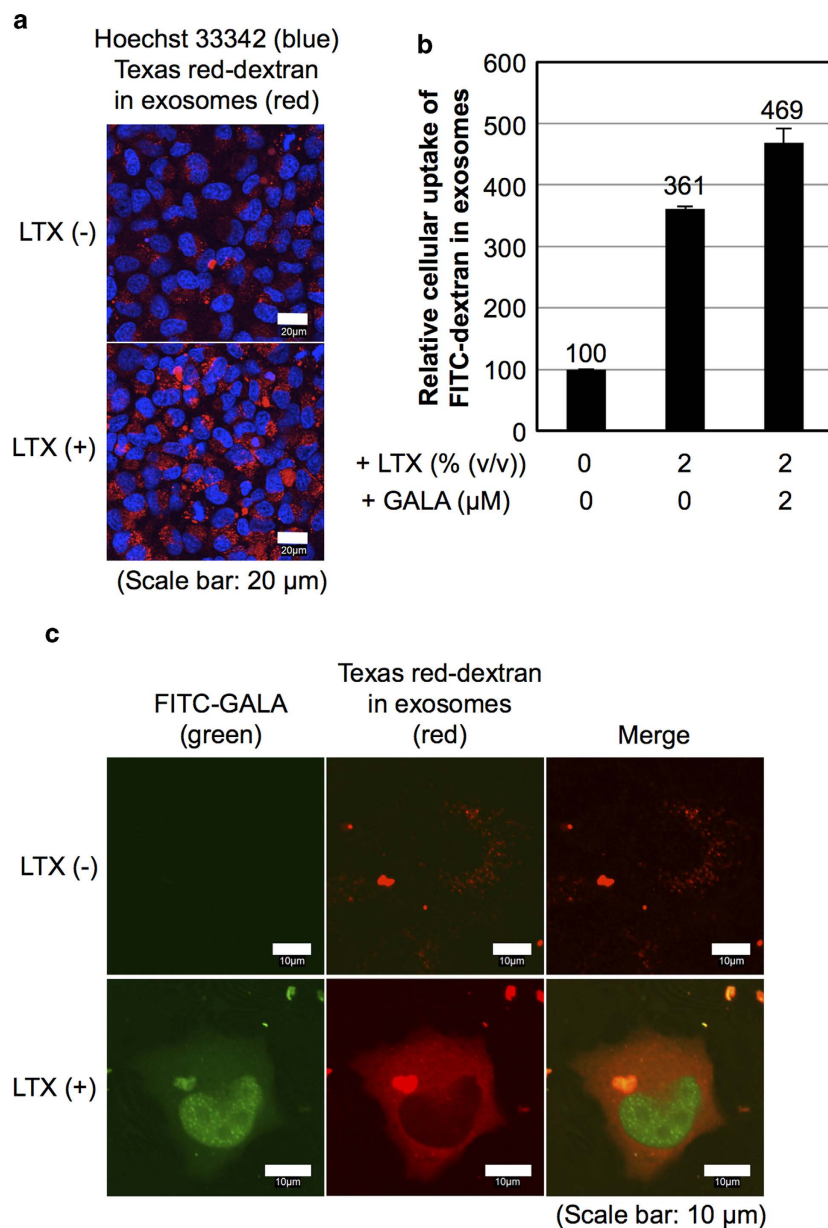 a
Hoechst 33342 (blue)
Texas red-dextran
in exosomes (red)
LTX (-)
20µm
LTX (+)
20µm
(Scale bar: 20 µm)
b
Relative cellular uptake of
FITC-dextran in exosomes
600
500
400
300
200
100
0
100
361
469
+ LTX (% (v/v)) 0 2 2
+ GALA (µM) 0 0 2
c
FITC-GALA
(green)
Texas red-dextran
in exosomes
(red)
Merge
LTX (-)
10µm 10µm 10µm
LTX (+)
10µm 10µm 10µm
(Scale bar: 10 µm)